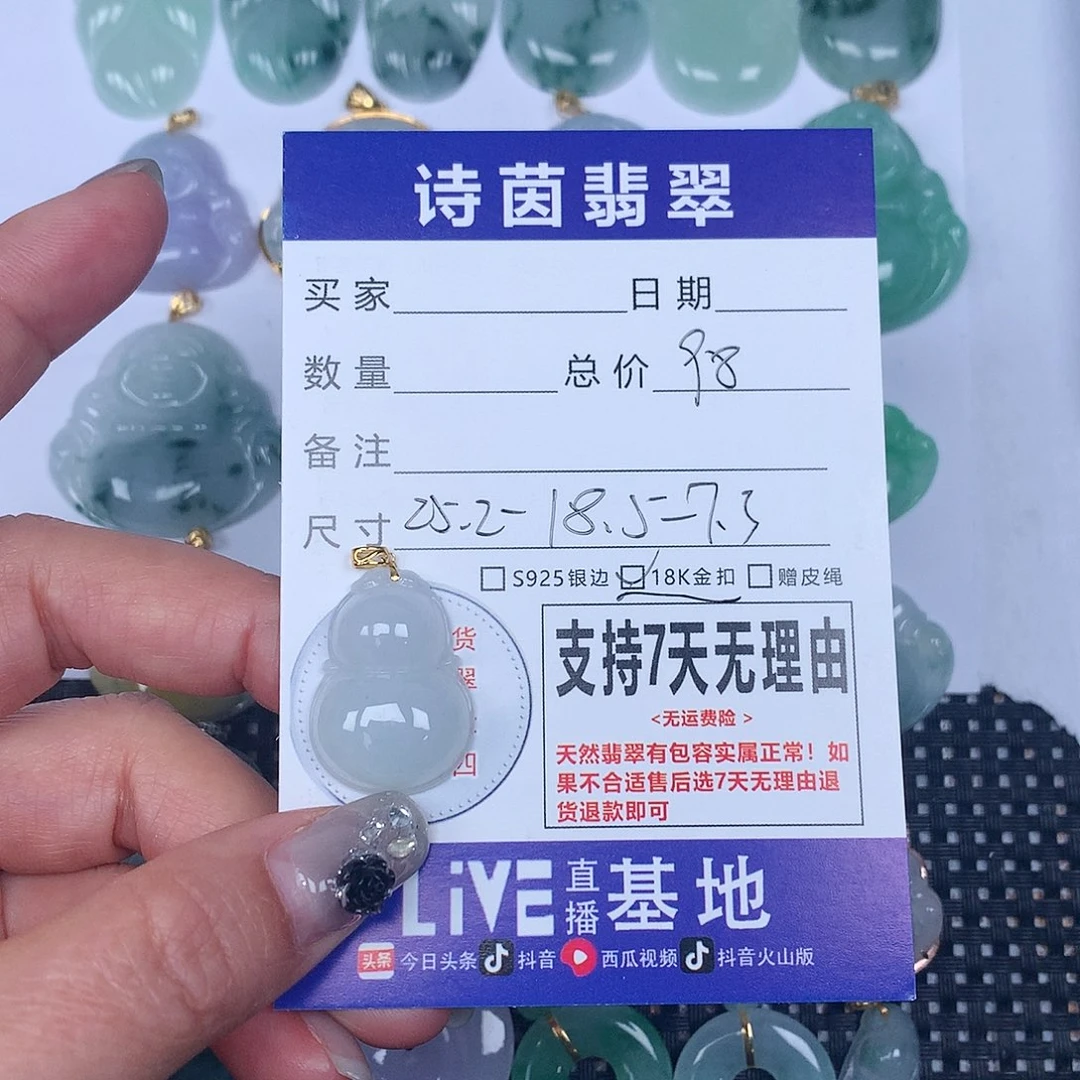 诗茵翡翠
买家 日期
数量 总价 98
备注
尺寸 25.2-18.5-7.3
S925银边 18K金扣 赠皮绳
货
翠
四
支持7天无理由
<无运费险>
天然翡翠有包容实属正常！如
果不合适售后选7天无理由退
货退款即可
LiVE 直播 基地
头条 今日头条 抖音 西瓜视频 抖音火山版